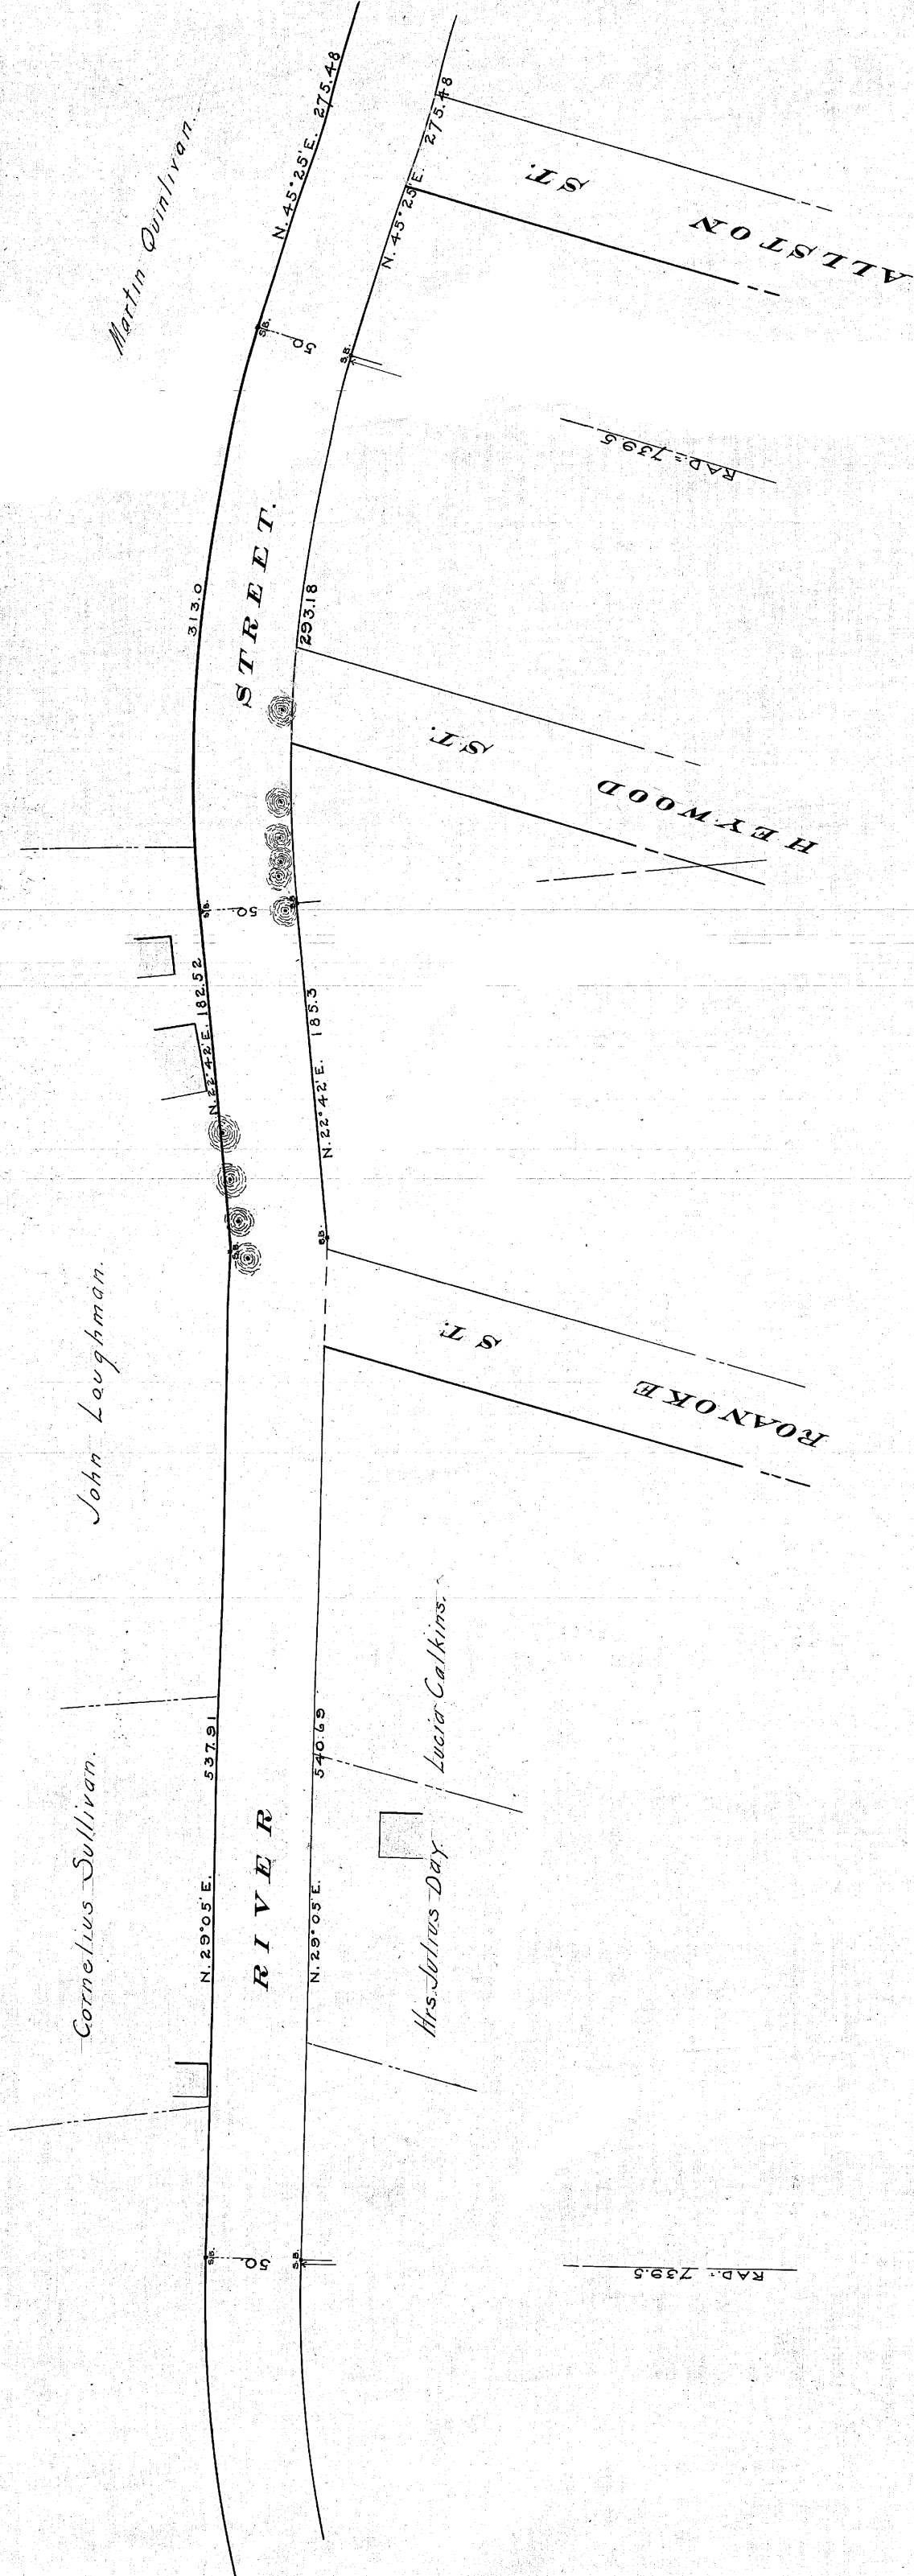 Martin Quinlivan.
N. 45°25'E. 275.48
N. 45°25'E. 275.48
ALLSTON
ST.
S.B.
50
S.B.
RAD.= 739.5
313.0
STREET.
293.18
HEYWOOD
ST.
S.B.
50
S.B.
N. 22°42'E. 182.52
N. 22°42'E. 185.3
S.B.
S.B.
ROANOKE
ST.
John Loughman.
Cornelius Sullivan.
537.91
N. 29°05'E.
RIVER
540.69
N. 29°05'E.
Lucia Calkins.
Hrs. Julius Day
S.B.
50
S.B.
RAD.= 739.5